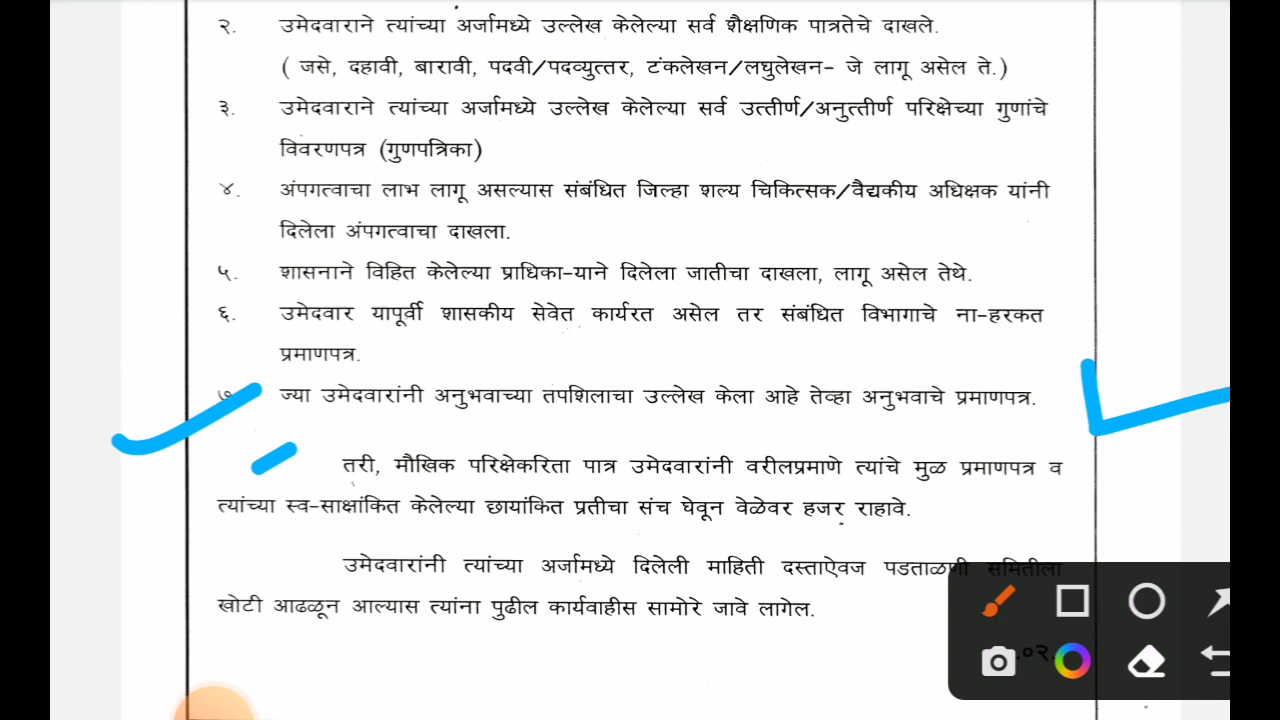 २. उमेदवाराने त्यांच्या अर्जामध्ये उल्लेख केलेल्या सर्व शैक्षणिक पात्रतेचे दाखले.
( जसे, दहावी, बारावी, पदवी/पदव्युत्तर, टंकलेखन/लघुलेखन- जे लागू असेल ते.)
३. उमेदवाराने त्यांच्या अर्जामध्ये उल्लेख केलेल्या सर्व उत्तीर्ण/अनुत्तीर्ण परिक्षेच्या गुणांचे
विवरणपत्र (गुणपत्रिका)
४. अंपगत्वाचा लाभ लागू असल्यास संबंधित जिल्हा शल्य चिकित्सक/वैद्यकीय अधिक्षक यांनी
दिलेला अंपगत्वाचा दाखला.
५. शासनाने विहित केलेल्या प्राधिका-याने दिलेला जातीचा दाखला, लागू असेल तेथे.
६. उमेदवार यापूर्वी शासकीय सेवेत कार्यरत असेल तर संबंधित विभागाचे ना-हरकत
प्रमाणपत्र.
७. ज्या उमेदवारांनी अनुभवाच्या तपशिलाचा उल्लेख केला आहे तेव्हा अनुभवाचे प्रमाणपत्र.
तरी, मौखिक परिक्षेकरिता पात्र उमेदवारांनी वरीलप्रमाणे त्यांचे मुळ प्रमाणपत्र व
त्यांच्या स्व-साक्षांकित केलेल्या छायांकित प्रतीचा संच घेवून वेळेवर हजर राहावे.
उमेदवारांनी त्यांच्या अर्जामध्ये दिलेली माहिती दस्ताऐवज पडताळणी समितीला
खोटी आढळून आल्यास त्यांना पुढील कार्यवाहीस सामोरे जावे लागेल.
.०२.